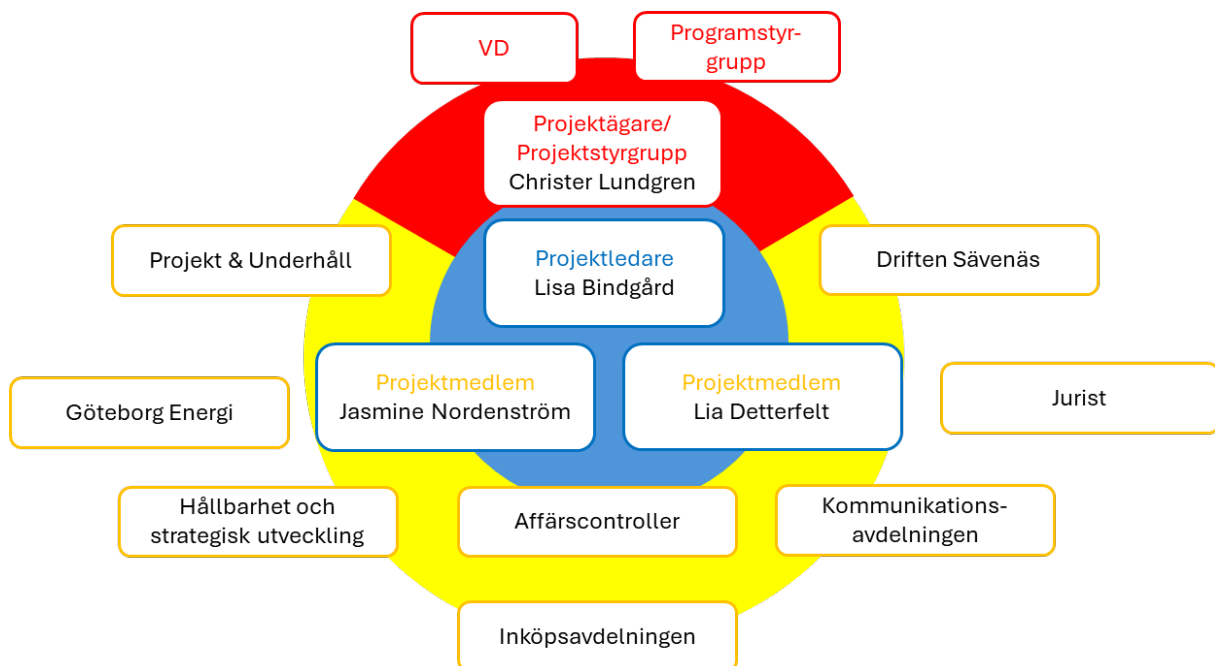 VD
Programstyr-
grupp
Projektägare/
Projektstyrgrupp
Christer Lundgren
Projektledare
Lisa Bindgård
Projekt & Underhåll
Driften Sävenäs
Projektmedlem
Jasmine Nordenström
Projektmedlem
Lia Detterfelt
Göteborg Energi
Jurist
Hållbarhet och
strategisk utveckling
Affärscontroller
Kommunikations-
avdelningen
Inköpsavdelningen